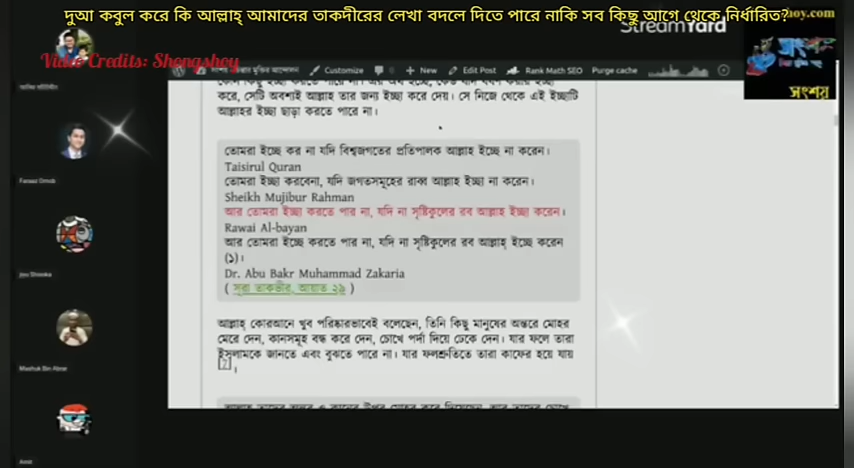 দুআ কবুল করে কি আল্লাহ্ আমাদের তাকদীরের লেখা বদলে দিতে পারে নাকি সব কিছু আগে থেকে নির্ধারিত?
StreamYard
Video Credits: Shongshoy
Customize
New
Edit Post
Rank Math SEO
Purge cache
সংশয়
করে, সেটি অবশ্যই আল্লাহ তার জন্য ইচ্ছা করে দেয়। সে নিজে থেকে এই ইচ্ছাটি
আল্লাহর ইচ্ছা ছাড়া করতে পারে না।
তোমরা ইচ্ছে কর না যদি বিশ্বজগতের প্রতিপালক আল্লাহ ইচ্ছে না করেন।
Taisirul Quran
তোমরা ইচ্ছা করবেনা, যদি জগতসমূহের রাব্ব আল্লাহ ইচ্ছা না করেন।
Sheikh Mujibur Rahman
আর তোমরা ইচ্ছা করতে পার না, যদি না সৃষ্টিকুলের রব আল্লাহ ইচ্ছা করেন।
Rawai Al-bayan
আর তোমরা ইচ্ছে করতে পার না, যদি না সৃষ্টিকুলের রব আল্লাহ্ ইচ্ছে করেন
(১)।
Dr. Abu Bakr Muhammad Zakaria
( সূরা তাকভীর, আয়াত ২৯ )
আল্লাহ্ কোরআনে খুব পরিষ্কারভাবেই বলেছেন, তিনি কিছু মানুষের অন্তরে মোহর
মেরে দেন, কানসমূহ বন্ধ করে দেন, চোখে পর্দা দিয়ে ঢেকে দেন। যার ফলে তারা
ইসলামকে জানতে এবং বুঝতে পারে না। যার ফলশ্রুতিতে তারা কাফের হয়ে যায়